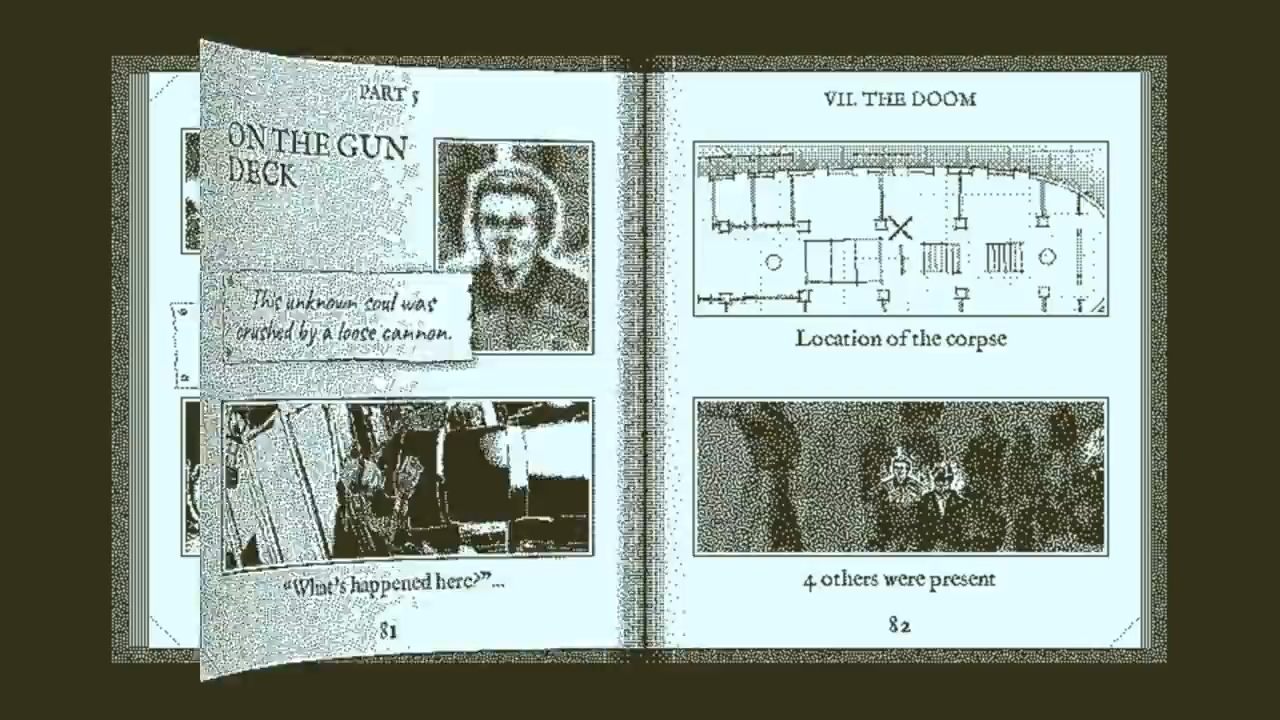 PART 5
ON THE GUN
DECK
This unknown soul was
crushed by a loose cannon.
"What's happened here?"...
81
VII. THE DOOM
Location of the corpse
4 others were present
82